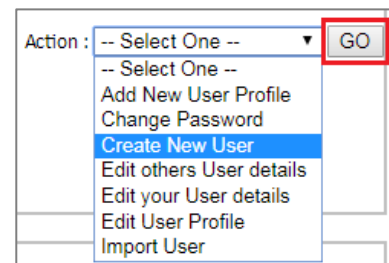 Action : -- Select One -- ▼ GO
-- Select One --
Add New User Profile
Change Password
Create New User
Edit others User details
Edit your User details
Edit User Profile
Import User